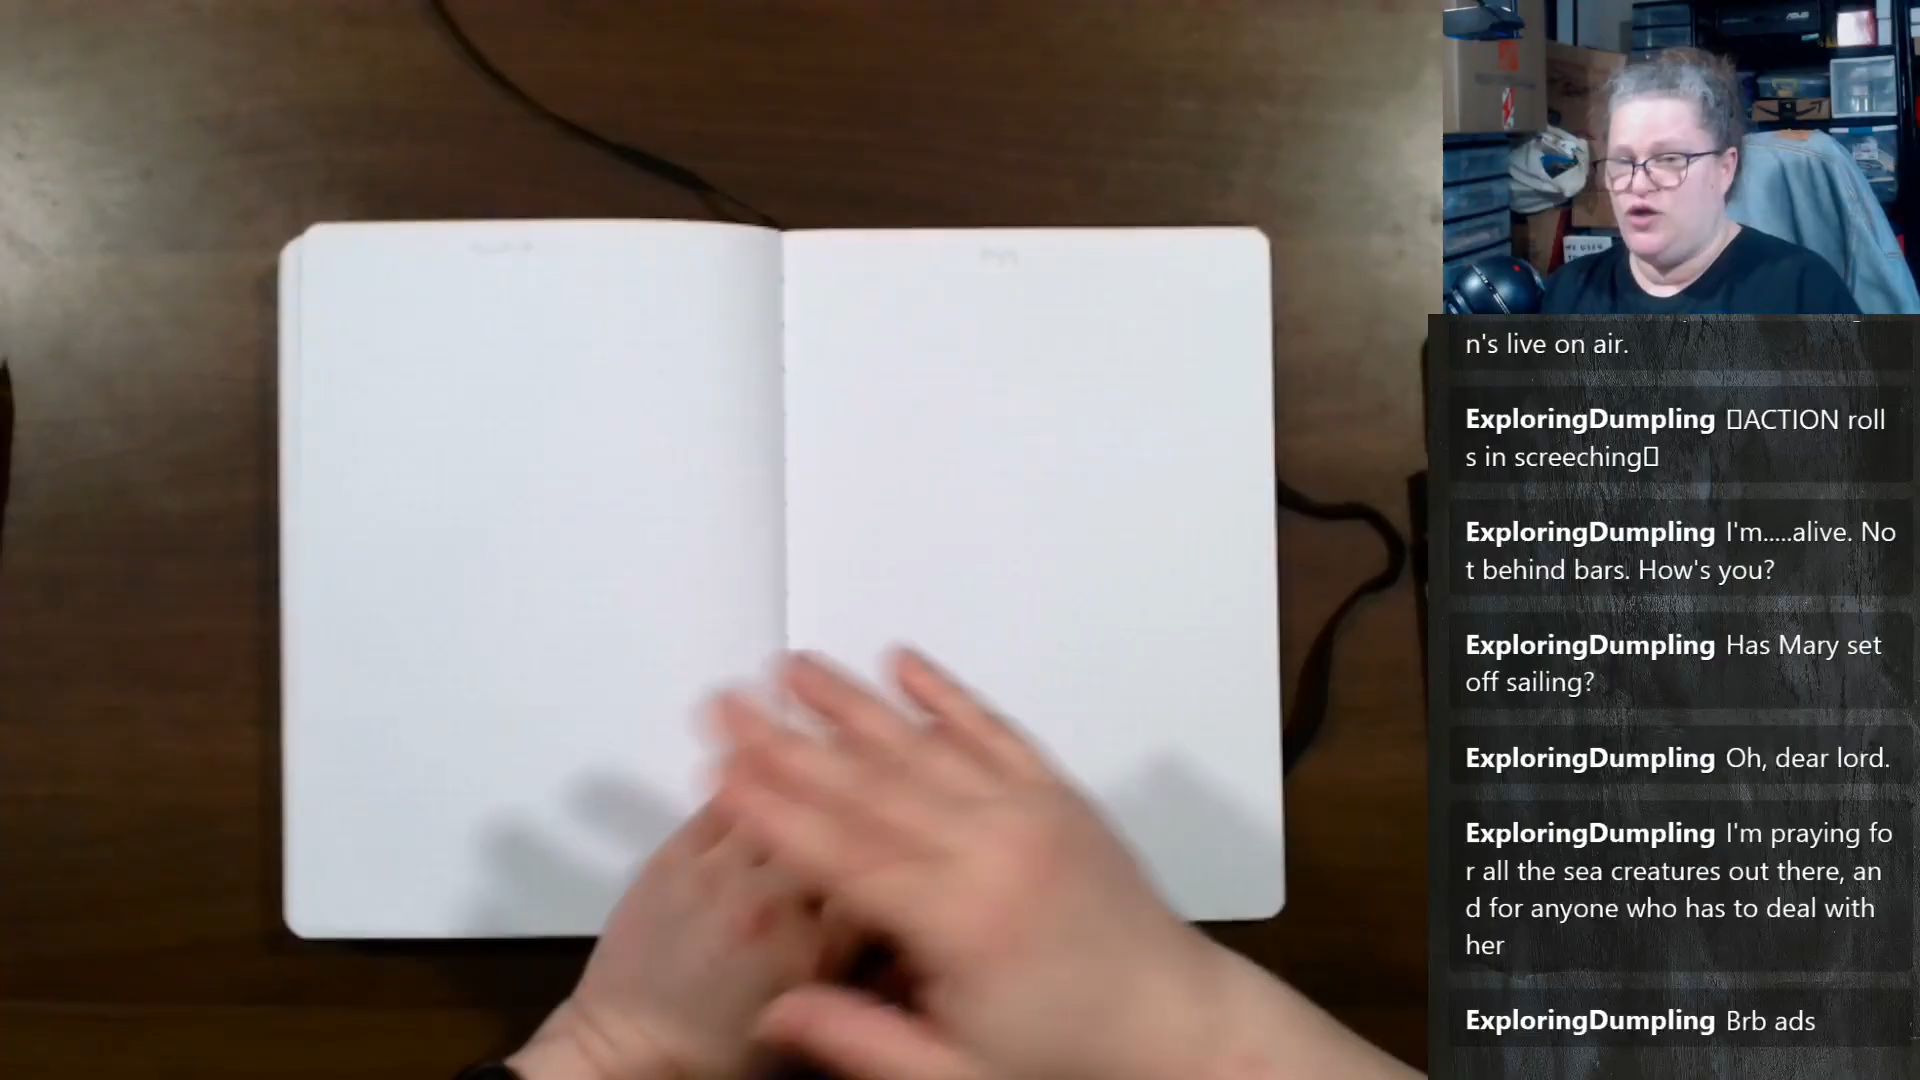 WE USED
n's live on air.
ExploringDumpling ▯ACTION roll
s in screeching▯
ExploringDumpling I'm.....alive. No
t behind bars. How's you?
ExploringDumpling Has Mary set
off sailing?
ExploringDumpling Oh, dear lord.
ExploringDumpling I'm praying fo
r all the sea creatures out there, an
d for anyone who has to deal with
her
ExploringDumpling Brb ads